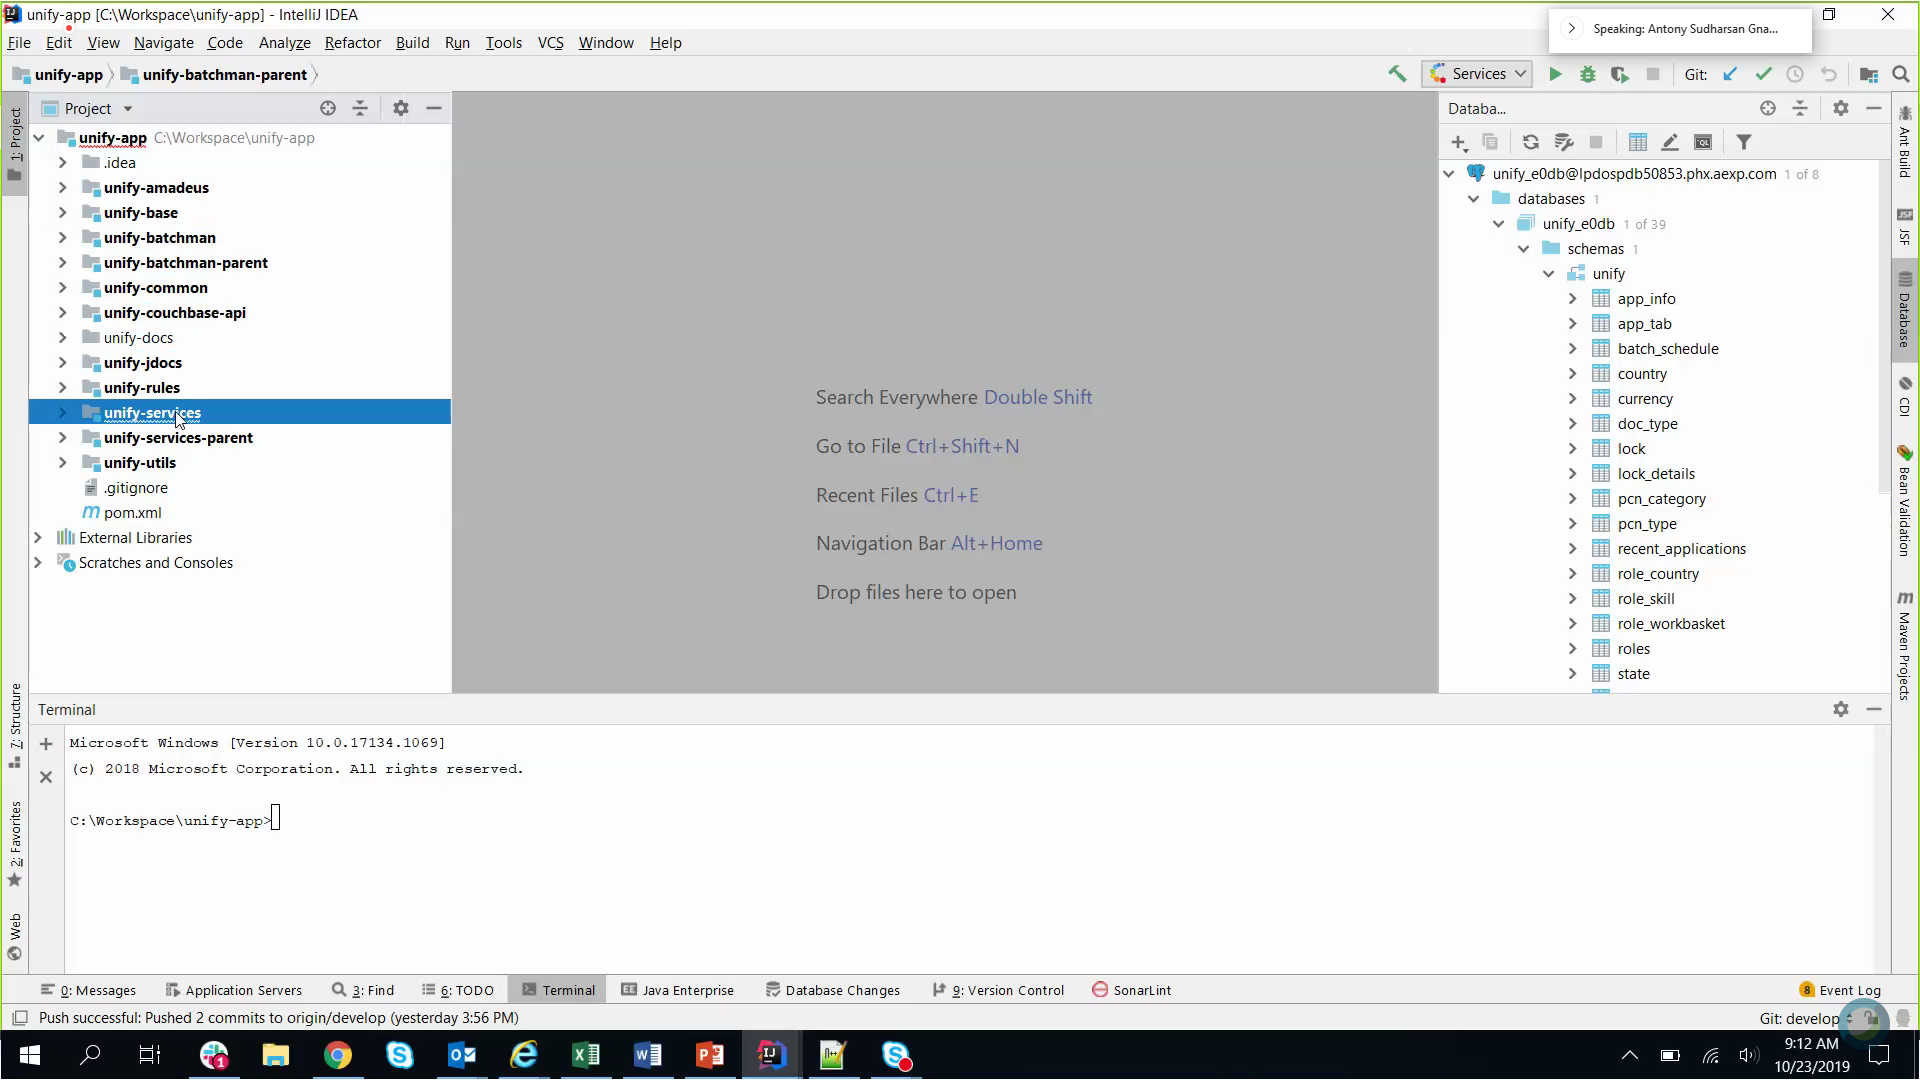 unify-app [C:\Workspace\unify-app] - IntelliJ IDEA
Speaking: Antony Sudharsan Gna...
File Edit View Navigate Code Analyze Refactor Build Run Tools VCS Window Help
unify-app unify-batchman-parent
Services
Git:
1: Project
Project
unify-app C:\Workspace\unify-app
.idea
unify-amadeus
unify-base
unify-batchman
unify-batchman-parent
unify-common
unify-couchbase-api
unify-docs
unify-jdocs
unify-rules
unify-services
unify-services-parent
unify-utils
.gitignore
pom.xml
External Libraries
Scratches and Consoles
Search Everywhere Double Shift
Go to File Ctrl+Shift+N
Recent Files Ctrl+E
Navigation Bar Alt+Home
Drop files here to open
Databa...
unify_e0db@lpdospdb50853.phx.aexp.com 1 of 8
databases 1
unify_e0db 1 of 39
schemas 1
unify
app_info
app_tab
batch_schedule
country
currency
doc_type
lock
lock_details
pcn_category
pcn_type
recent_applications
role_country
role_skill
role_workbasket
roles
state
Ant Build
JSF
Database
CDI
Bean Validation
Maven Projects
7: Structure
2: Favorites
Web
Terminal
Microsoft Windows [Version 10.0.17134.1069]
(c) 2018 Microsoft Corporation. All rights reserved.
C:\Workspace\unify-app>
0: Messages Application Servers 3: Find 6: TODO Terminal Java Enterprise Database Changes 9: Version Control SonarLint 8 Event Log
Push successful: Pushed 2 commits to origin/develop (yesterday 3:56 PM)
Git: develop
9:12 AM
10/23/2019